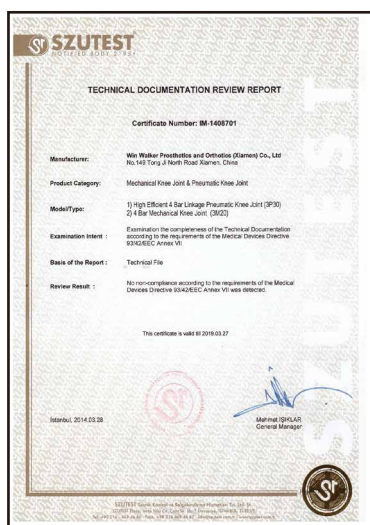 SZUTEST
NOTIFIED BODY 2195
TECHNICAL DOCUMENTATION REVIEW REPORT
Certificate Number: IM-1408701
Manufacturer: Win Walker Prosthetics and Orthotics (Xiamen) Co., Ltd
No.149 Tong Ji North Road Xiamen, China
Product Category: Mechanical Knee Joint & Pneumatic Knee Joint
Model/Type: 1) High Efficient 4 Bar Linkage Pneumatic Knee Joint (3P30)
2) 4 Bar Mechanical Knee Joint (3M20)
Examination Intent : Examination the completeness of the Technical Documentation
according to the requirements of the Medical Devices Directive
93/42/EEC Annex VII
Basis of the Report : Technical File
Review Result : No non-compliance according to the requirements of the Medical
Devices Directive 93/42/EEC Annex VII was detected.
This certificate is valid till 2019.03.27
Istanbul, 2014.03.28
Mehmet IŞIKLAR
General Manager
SZUTEST